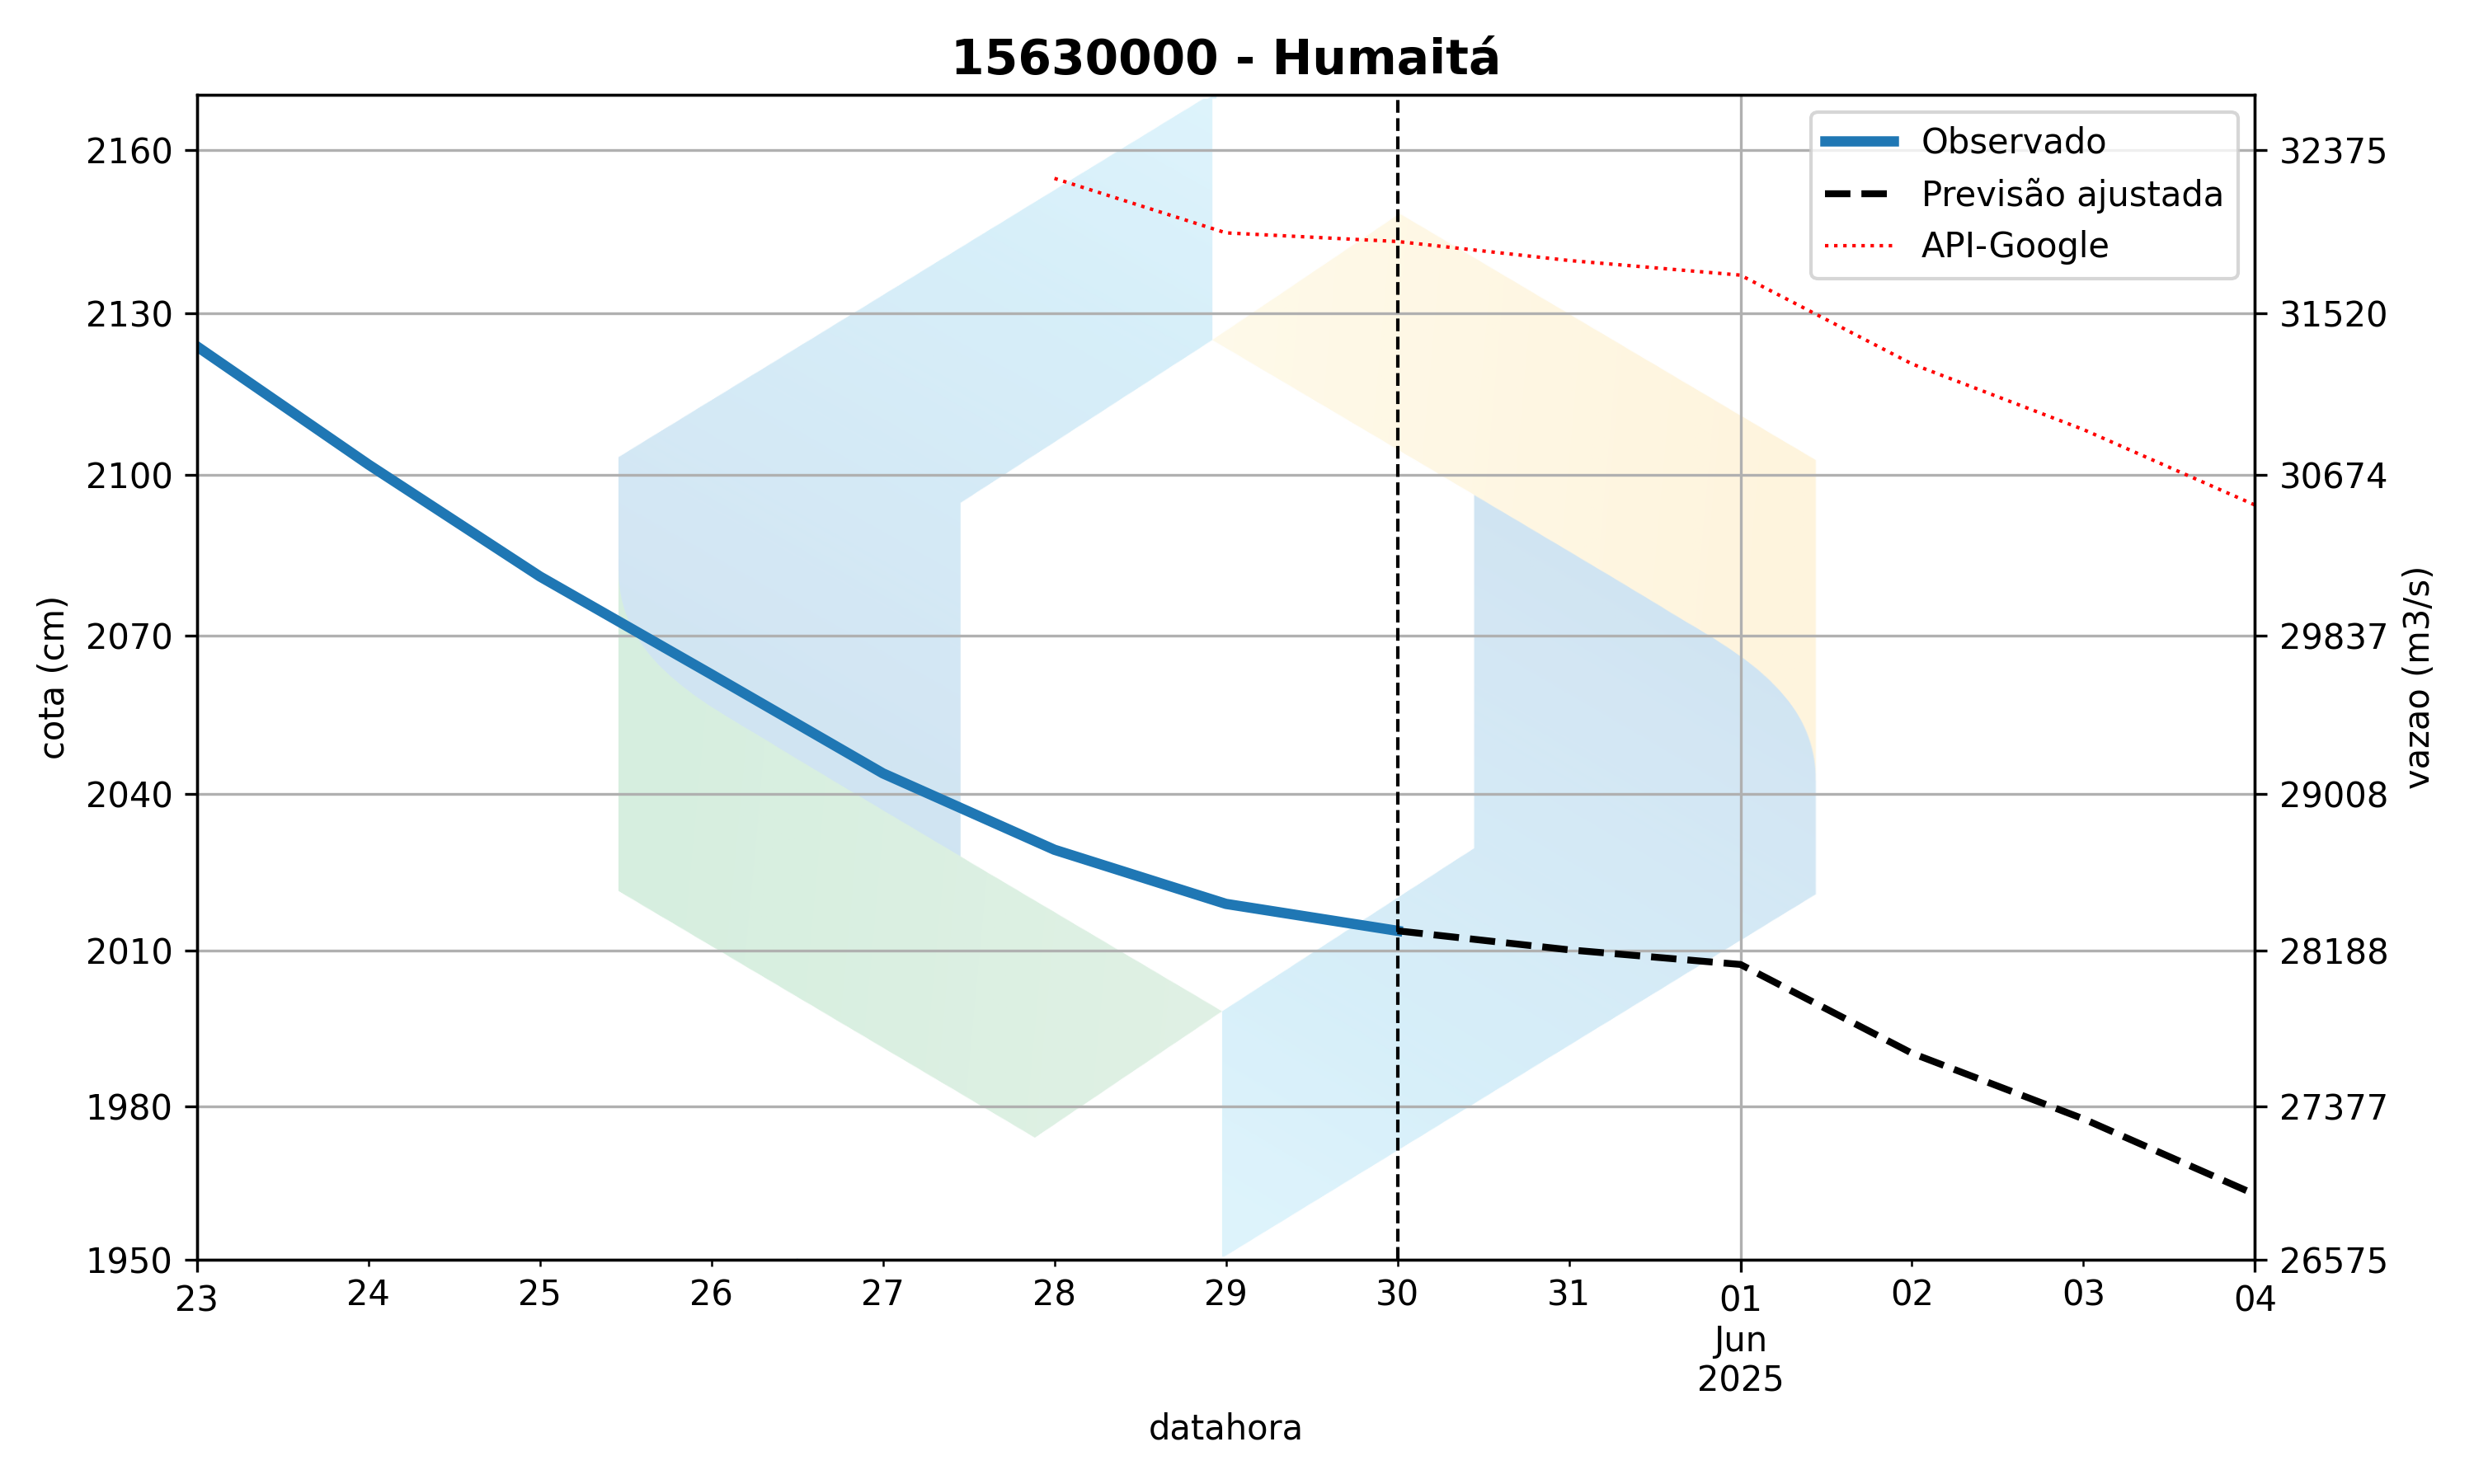 15630000 - Humaitá
Observado
Previsão ajustada
API-Google
cota (cm)
2160
2130
2100
2070
2040
2010
1980
1950
32375
31520
30674
29837
29008
28188
27377
26575
vazao (m3/s)
23 24 25 26 27 28 29 30 31 01 02 03 04
Jun
2025
datahora